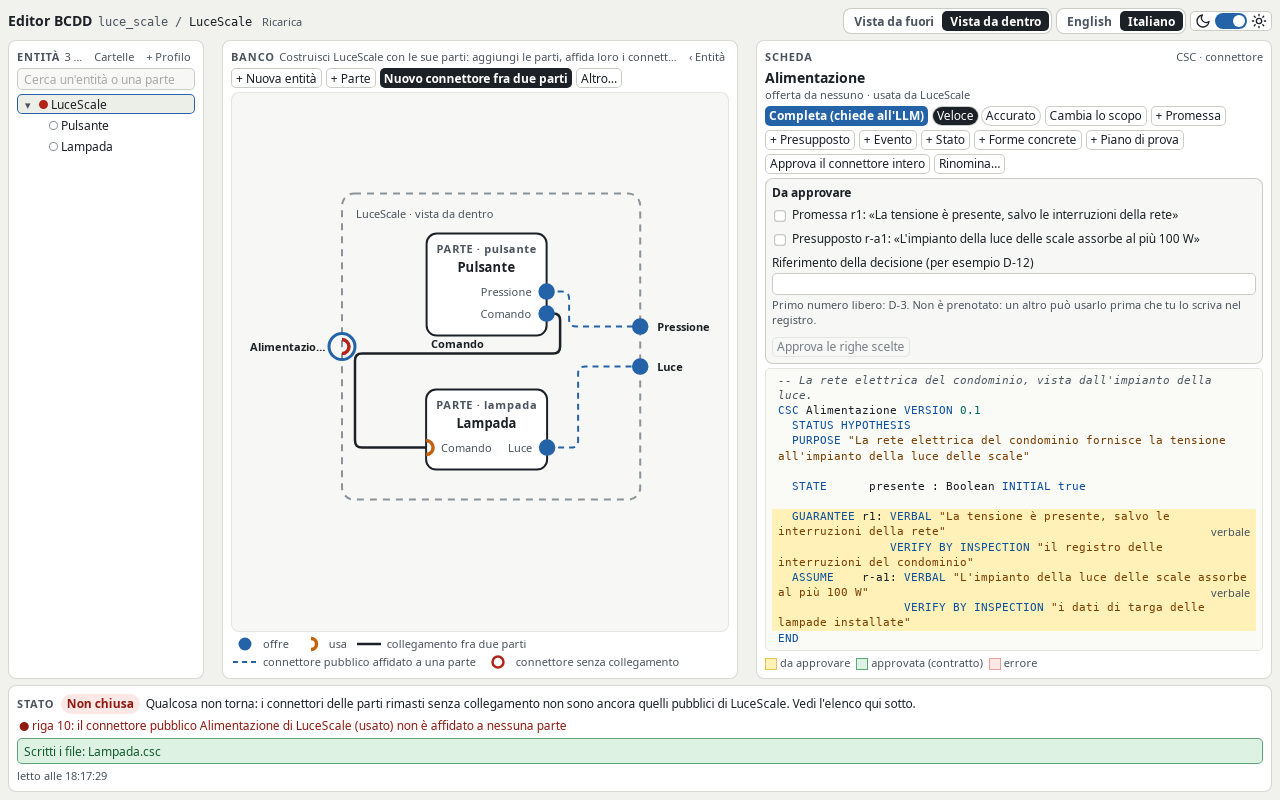 Editor BCDD luce_scale / LuceScale Ricarica
Vista da fuori Vista da dentro English Italiano
ENTITÀ 3 ... Cartelle + Profilo
Cerca un'entità o una parte
▾ LuceScale
Pulsante
Lampada
BANCO Costruisci LuceScale con le sue parti: aggiungi le parti, affida loro i connett... ‹ Entità
+ Nuova entità + Parte Nuovo connettore fra due parti Altro...
LuceScale · vista da dentro
PARTE · pulsante
Pulsante
Pressione
Comando
Pressione
Comando
Alimentazio...
Luce
PARTE · lampada
Lampada
Comando Luce
offre usa collegamento fra due parti
connettore pubblico affidato a una parte connettore senza collegamento
SCHEDA CSC · connettore
Alimentazione
offerta da nessuno · usata da LuceScale
Completa (chiede all'LLM) Veloce Accurato Cambia lo scopo + Promessa
+ Presupposto + Evento + Stato + Forme concrete + Piano di prova
Approva il connettore intero Rinomina...
Da approvare
Promessa r1: «La tensione è presente, salvo le interruzioni della rete»
Presupposto r-a1: «L'impianto della luce delle scale assorbe al più 100 W»
Riferimento della decisione (per esempio D-12)
Primo numero libero: D-3. Non è prenotato: un altro può usarlo prima che tu lo scriva nel
registro.
Approva le righe scelte
-- La rete elettrica del condominio, vista dall'impianto della
luce.
CSC Alimentazione VERSION 0.1
STATUS HYPOTHESIS
PURPOSE "La rete elettrica del condominio fornisce la tensione
all'impianto della luce delle scale"
STATE presente : Boolean INITIAL true
GUARANTEE r1: VERBAL "La tensione è presente, salvo le
interruzioni della rete" verbale
VERIFY BY INSPECTION "il registro delle
interruzioni del condominio"
ASSUME r-a1: VERBAL "L'impianto della luce delle scale assorbe
al più 100 W" verbale
VERIFY BY INSPECTION "i dati di targa delle
lampade installate"
END
da approvare approvata (contratto) errore
STATO Non chiusa Qualcosa non torna: i connettori delle parti rimasti senza collegamento non sono ancora quelli pubblici di LuceScale. Vedi l'elenco qui sotto.
riga 10: il connettore pubblico Alimentazione di LuceScale (usato) non è affidato a nessuna parte
Scritti i file: Lampada.csc
letto alle 18:17:29